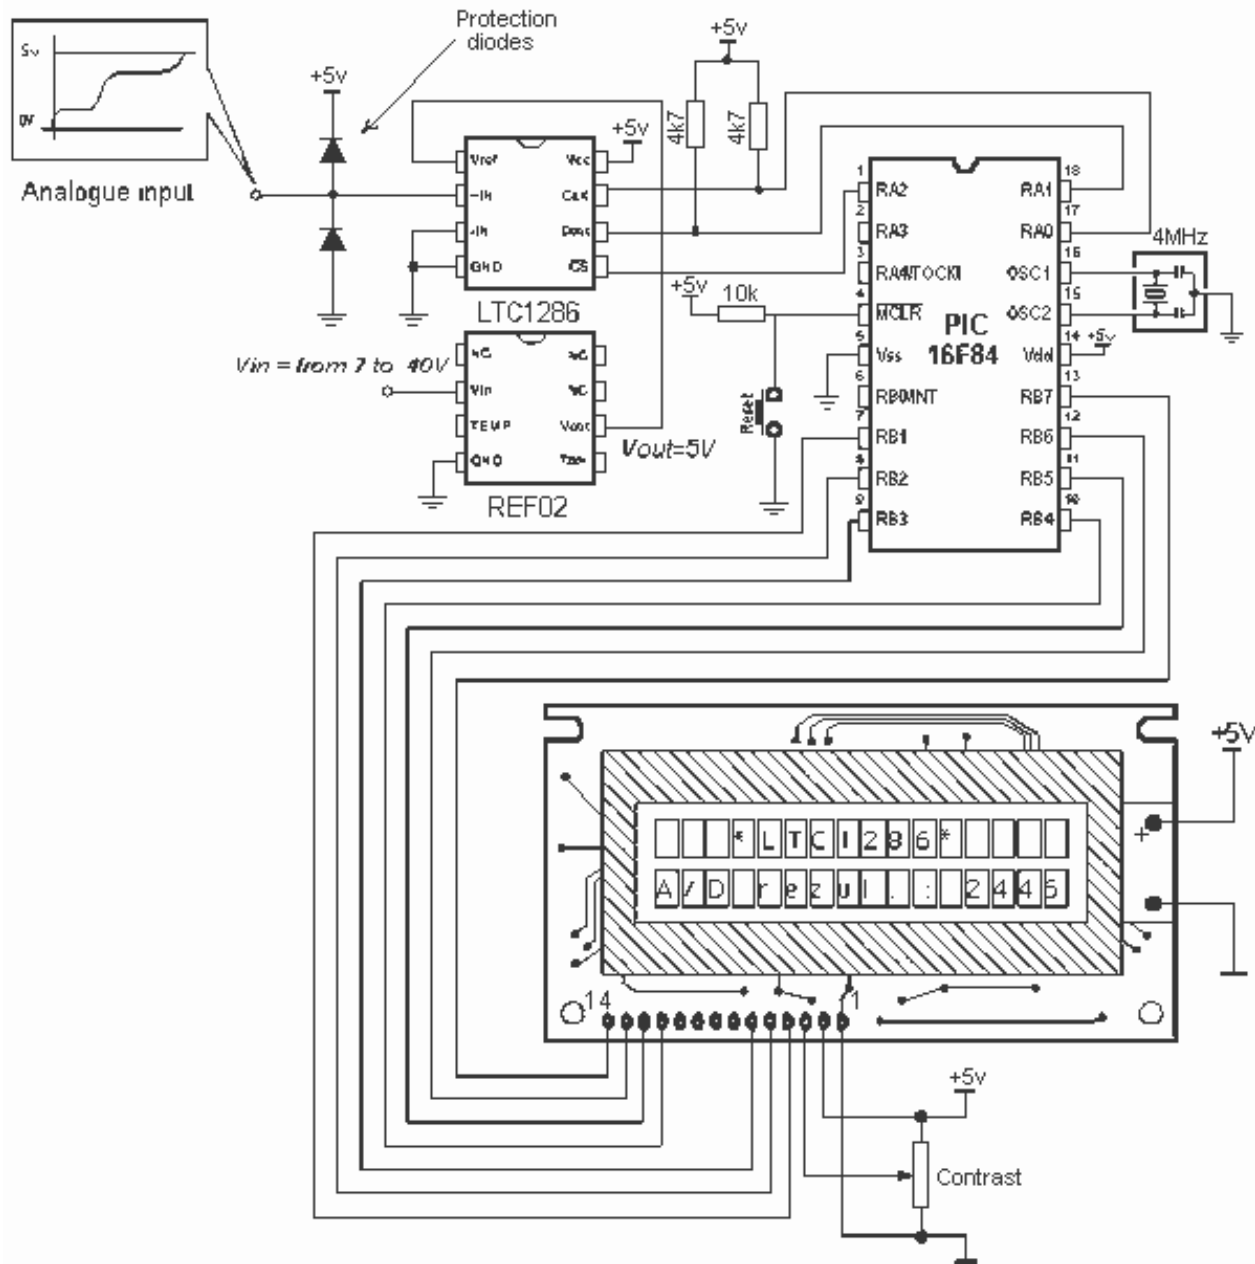 Protection
diodes
5v
0V
Analogue input
+5v
+5v
4k7
4k7
+5v
Vref
Vcc
-IN
GND
CS
LTC1286
Vin = from 7 to 40V
NC
NC
Vin
NC
TEMP
Vout
GND
Vout=5V
REF02
+5v
10k
Reset
1
RA2
RA1
18
2
RA3
RA0
17
3
RA4/TOCKI
OSC1
16
4
MCLR
OSC2
15
5
Vss
Vdd
14
6
RB0/INT
RB7
13
7
RB1
RB6
12
8
RB2
RB5
11
9
RB3
RB4
10
PIC
16F84
4MHz
+5v
+5V
+
*LTC1286*
A/D rezul.: 2445
14
1
+5v
Contrast